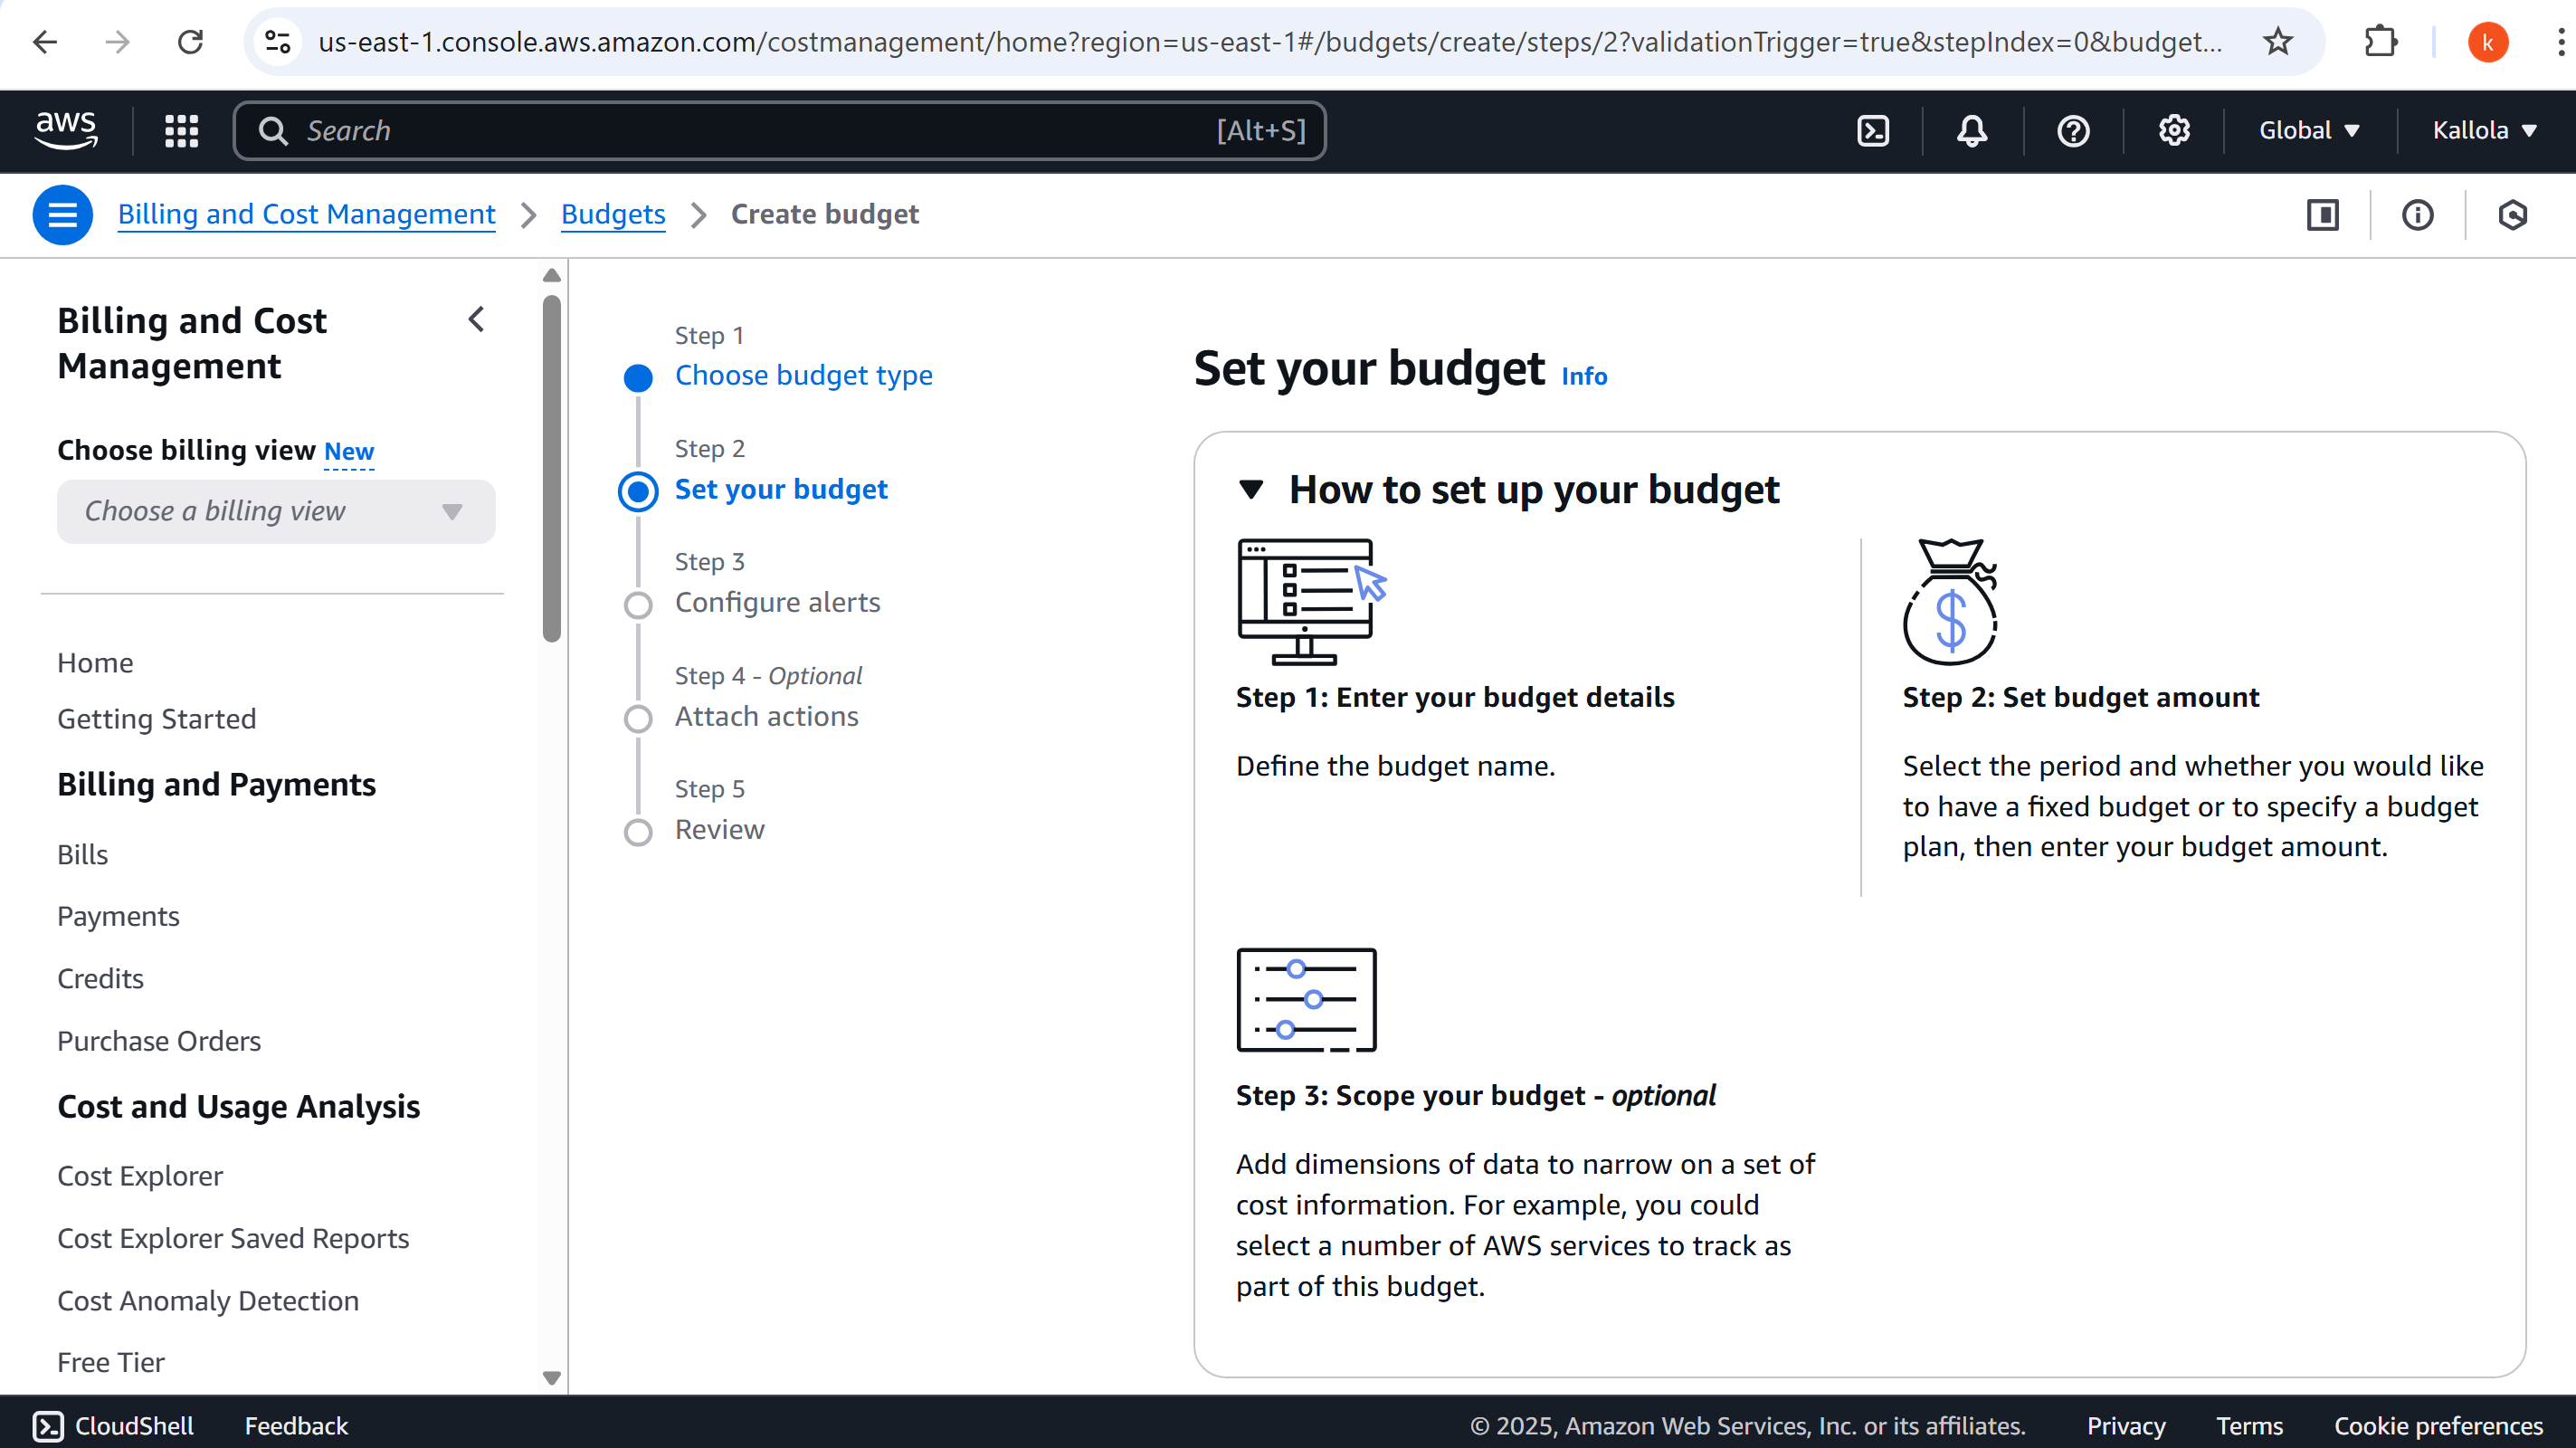 us-east-1.console.aws.amazon.com/costmanagement/home?region=us-east-1#/budgets/create/steps/2?validationTrigger=true&stepIndex=0&budget...
k
aws
Search
[Alt+S]
Global
Kallola
Billing and Cost Management
Budgets
Create budget
Billing and Cost
Management
Choose billing view New
Choose a billing view
Home
Getting Started
Billing and Payments
Bills
Payments
Credits
Purchase Orders
Cost and Usage Analysis
Cost Explorer
Cost Explorer Saved Reports
Cost Anomaly Detection
Free Tier
Step 1
Choose budget type
Step 2
Set your budget
Step 3
Configure alerts
Step 4 - Optional
Attach actions
Step 5
Review
Set your budget Info
How to set up your budget
$
Step 1: Enter your budget details
Define the budget name.
Step 2: Set budget amount
Select the period and whether you would like
to have a fixed budget or to specify a budget
plan, then enter your budget amount.
Step 3: Scope your budget - optional
Add dimensions of data to narrow on a set of
cost information. For example, you could
select a number of AWS services to track as
part of this budget.
CloudShell
Feedback
© 2025, Amazon Web Services, Inc. or its affiliates.
Privacy
Terms
Cookie preferences